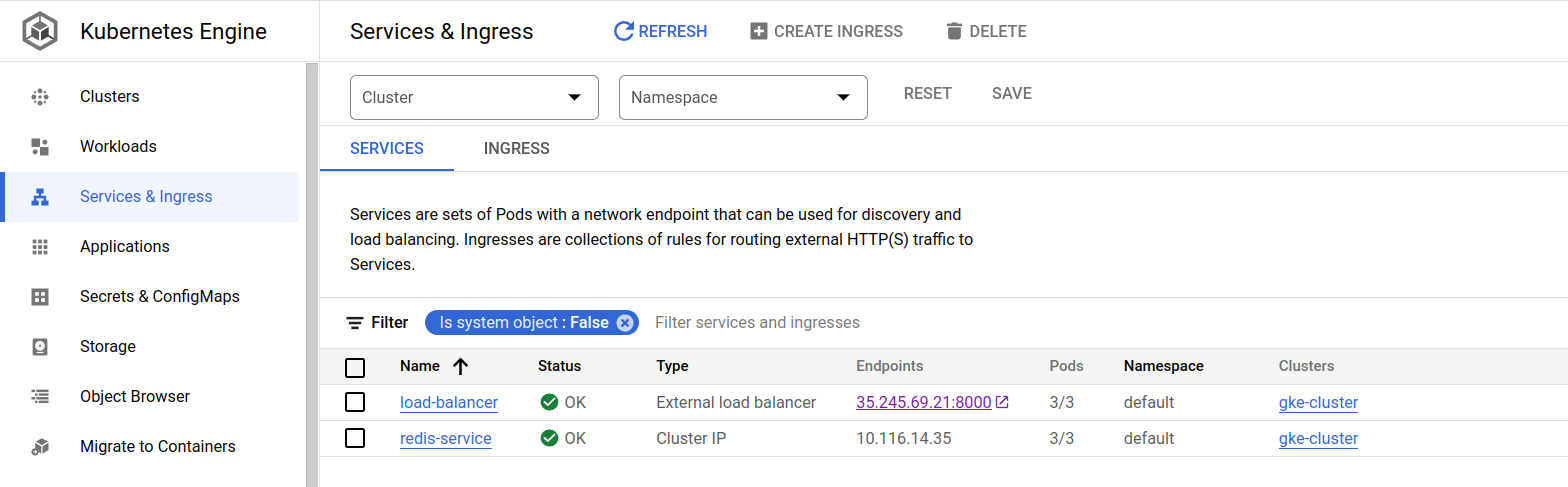 Kubernetes Engine
Services & Ingress
REFRESH
CREATE INGRESS
DELETE
Clusters
Workloads
Services & Ingress
Applications
Secrets & ConfigMaps
Storage
Object Browser
Migrate to Containers
Cluster
Namespace
RESET
SAVE
SERVICES
INGRESS
Services are sets of Pods with a network endpoint that can be used for discovery and
load balancing. Ingresses are collections of rules for routing external HTTP(S) traffic to
Services.
Filter
Is system object : False
Filter services and ingresses
Name Status Type Endpoints Pods Namespace Clusters
load-balancer OK External load balancer 35.245.69.21:8000 3/3 default gke-cluster
redis-service OK Cluster IP 10.116.14.35 3/3 default gke-cluster